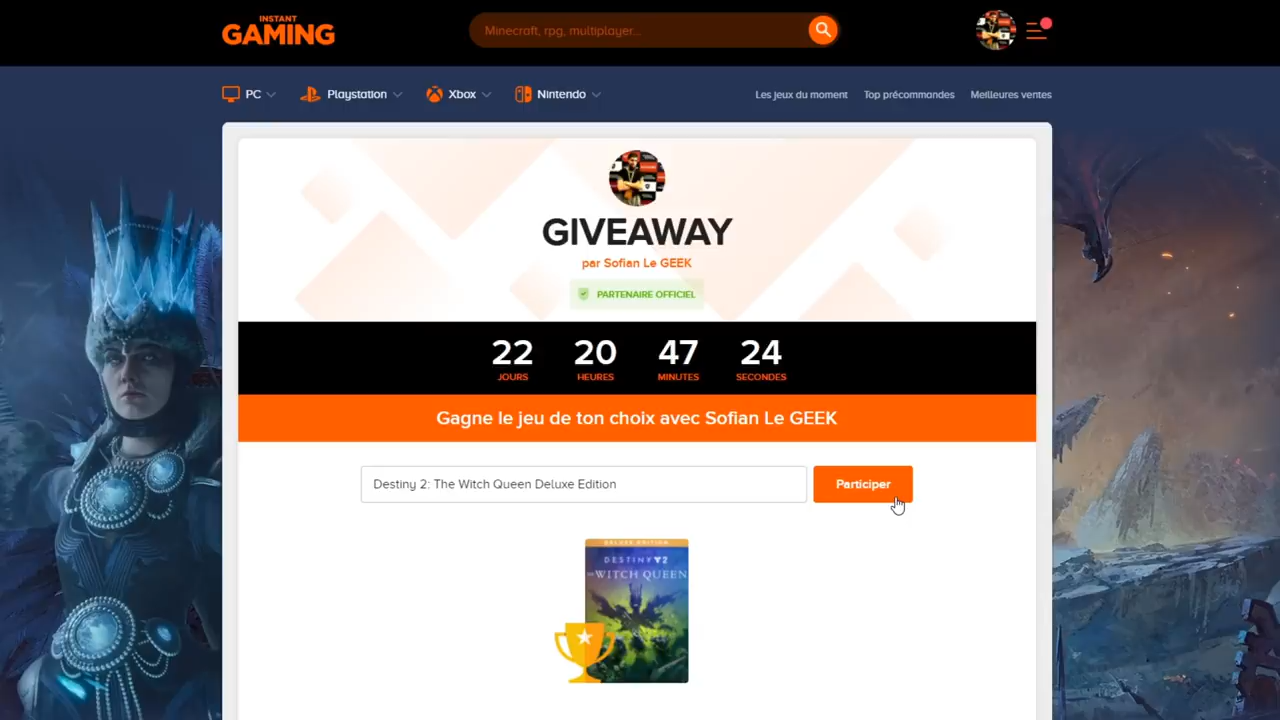 INSTANT
GAMING
Minecraft, rpg, multiplayer...
PC
Playstation
Xbox
Nintendo
Les jeux du moment
Top précommandes
Meilleures ventes
GIVEAWAY
par Sofian Le GEEK
PARTENAIRE OFFICIEL
22 20 47 24
JOURS HEURES MINUTES SECONDES
Gagne le jeu de ton choix avec Sofian Le GEEK
Destiny 2: The Witch Queen Deluxe Edition
Participer
DELUXE EDITION
DESTINY 2
WITCH QUEEN